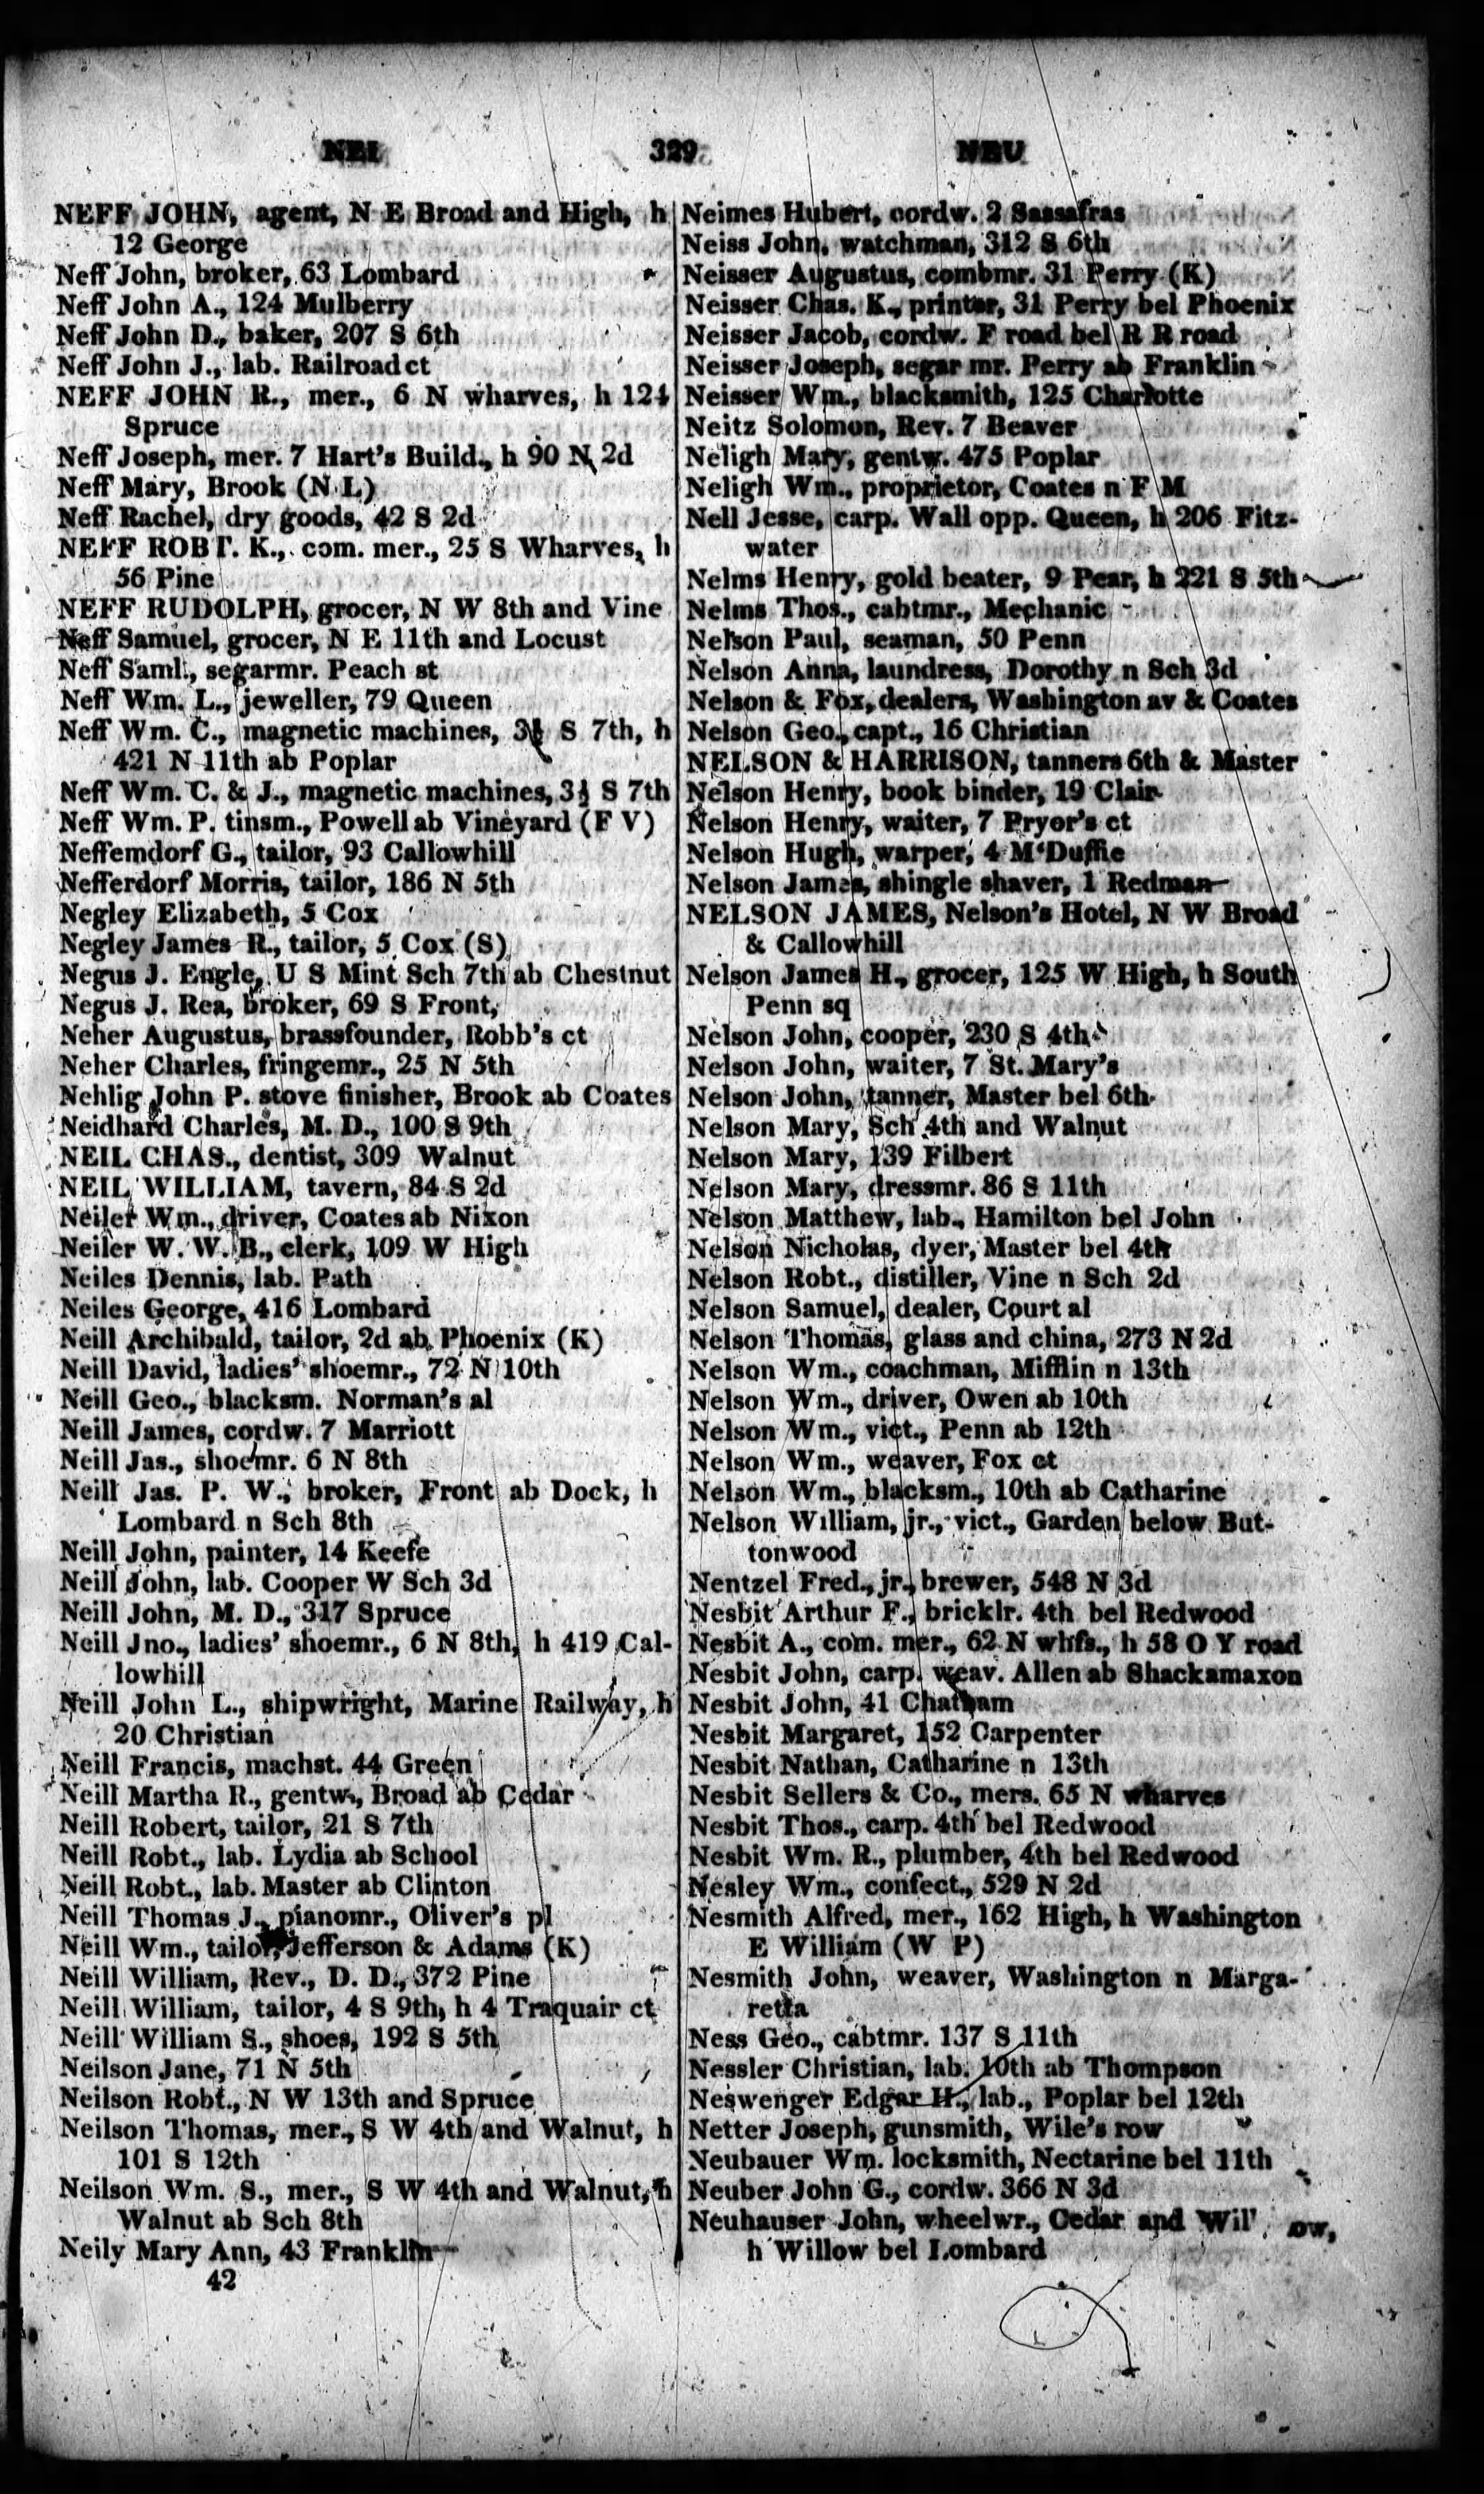 NEI 329 NEU
NEFF JOHN, agent, N E Broad and High, h
12 George
Neff John, broker, 63 Lombard
Neff John A., 124 Mulberry
Neff John D., baker, 207 S 6th
Neff John J., lab. Railroad ct
NEFF JOHN R., mer., 6 N wharves, h 124
Spruce
Neff Joseph, mer. 7 Hart's Build., h 90 N 2d
Neff Mary, Brook (N L)
Neff Rachel, dry goods, 42 S 2d
NEFF ROBT. K., com. mer., 25 S Wharves, h
56 Pine
NEFF RUDOLPH, grocer, N W 8th and Vine
Neff Samuel, grocer, N E 11th and Locust
Neff Saml., segarmr. Peach st
Neff Wm. L., jeweller, 79 Queen
Neff Wm. C., magnetic machines, 3½ S 7th, h
421 N 11th ab Poplar
Neff Wm. C. & J., magnetic machines, 3½ S 7th
Neff Wm. P. tinsm., Powell ab Vineyard (F V)
Neffemdorf G., tailor, 93 Callowhill
Nefferdorf Morris, tailor, 186 N 5th
Negley Elizabeth, 5 Cox
Negley James R., tailor, 5 Cox (S)
Negus J. Engle, U S Mint Sch 7th ab Chestnut
Negus J. Rea, broker, 69 S Front,
Neher Augustus, brassfounder, Robb's ct
Neher Charles, fringemr., 25 N 5th
Nehlig John P. stove finisher, Brook ab Coates
Neidhard Charles, M. D., 100 S 9th
NEIL CHAS., dentist, 309 Walnut
NEIL WILLIAM, tavern, 84 S 2d
Neiler Wm., driver, Coates ab Nixon
Neiler W. W. B., clerk, 109 W High
Neiles Dennis, lab. Path
Neiles George, 416 Lombard
Neill Archibald, tailor, 2d ab Phoenix (K)
Neill David, ladies' shoemr., 72 N 10th
Neill Geo., blacksm. Norman's al
Neill James, cordw. 7 Marriott
Neill Jas., shoemr. 6 N 8th
Neill Jas. P. W., broker, Front ab Dock, h
Lombard n Sch 8th
Neill John, painter, 14 Keefe
Neill John, lab. Cooper W Sch 3d
Neill John, M. D., 317 Spruce
Neill Jno., ladies' shoemr., 6 N 8th, h 419 Cal-
lowhill
Neill John L., shipwright, Marine Railway, h
20 Christian
Neill Francis, machst. 44 Green
Neill Martha R., gentw., Broad ab Cedar
Neill Robert, tailor, 21 S 7th
Neill Robt., lab. Lydia ab School
Neill Robt., lab. Master ab Clinton
Neill Thomas J., pianomr., Oliver's pl
Neill Wm., tailor, Jefferson & Adams (K)
Neill William, Rev., D. D., 372 Pine
Neill William, tailor, 4 S 9th, h 4 Traquair ct
Neill William S., shoes, 192 S 5th
Neilson Jane, 71 N 5th
Neilson Robt., N W 13th and Spruce
Neilson Thomas, mer., S W 4th and Walnut, h
101 S 12th
Neilson Wm. S., mer., S W 4th and Walnut, h
Walnut ab Sch 8th
Neily Mary Ann, 43 Franklin
42
Neimes Hubert, cordw. 2 Sassafras
Neiss John, watchman, 312 S 6th
Neisser Augustus, combmr. 31 Perry (K)
Neisser Chas. K., printer, 31 Perry bel Phoenix
Neisser Jacob, cordw. F road bel R R road
Neisser Joseph, segar mr. Perry ab Franklin
Neisser Wm., blacksmith, 125 Charlotte
Neitz Solomon, Rev. 7 Beaver
Neligh Mary, gentw. 475 Poplar
Neligh Wm., proprietor, Coates n F M
Nell Jesse, carp. Wall opp. Queen, h 206 Fitz-
water
Nelms Henry, gold beater, 9 Pear, h 221 S 5th
Nelms Thos., cabtmr., Mechanic
Nelson Paul, seaman, 50 Penn
Nelson Anna, laundress, Dorothy n Sch 3d
Nelson & Fox, dealers, Washington av & Coates
Nelson Geo., capt., 16 Christian
NELSON & HARRISON, tanners 6th & Master
Nelson Henry, book binder, 19 Clair
Nelson Henry, waiter, 7 Pryor's ct
Nelson Hugh, warper, 4 M'Duffie
Nelson James, shingle shaver, 1 Redman
NELSON JAMES, Nelson's Hotel, N W Broad
& Callowhill
Nelson James H., grocer, 125 W High, h South
Penn sq
Nelson John, cooper, 230 S 4th
Nelson John, waiter, 7 St. Mary's
Nelson John, tanner, Master bel 6th
Nelson Mary, Sch 4th and Walnut
Nelson Mary, 139 Filbert
Nelson Mary, dressmr. 86 S 11th
Nelson Matthew, lab., Hamilton bel John
Nelson Nicholas, dyer, Master bel 4th
Nelson Robt., distiller, Vine n Sch 2d
Nelson Samuel, dealer, Court al
Nelson Thomas, glass and china, 273 N 2d
Nelson Wm., coachman, Mifflin n 13th
Nelson Wm., driver, Owen ab 10th
Nelson Wm., vict., Penn ab 12th
Nelson Wm., weaver, Fox ct
Nelson Wm., blacksm., 10th ab Catharine
Nelson William, jr., vict., Garden below But-
tonwood
Nentzel Fred., jr., brewer, 548 N 3d
Nesbit Arthur F., bricklr. 4th bel Redwood
Nesbit A., com. mer., 62 N whfs., h 58 O Y road
Nesbit John, carp. weav. Allen ab Shackamaxon
Nesbit John, 41 Chatham
Nesbit Margaret, 152 Carpenter
Nesbit Nathan, Catharine n 13th
Nesbit Sellers & Co., mers. 65 N wharves
Nesbit Thos., carp. 4th bel Redwood
Nesbit Wm. R., plumber, 4th bel Redwood
Nesley Wm., confect., 529 N 2d
Nesmith Alfred, mer., 162 High, h Washington
E William (W P)
Nesmith John, weaver, Washington n Marga-
retta
Ness Geo., cabtmr. 137 S 11th
Nessler Christian, lab. 10th ab Thompson
Neswenger Edgar H., lab., Poplar bel 12th
Netter Joseph, gunsmith, Wile's row
Neubauer Wm. locksmith, Nectarine bel 11th
Neuber John G., cordw. 366 N 3d
Neuhauser John, wheelwr., Cedar and Willow,
h Willow bel Lombard